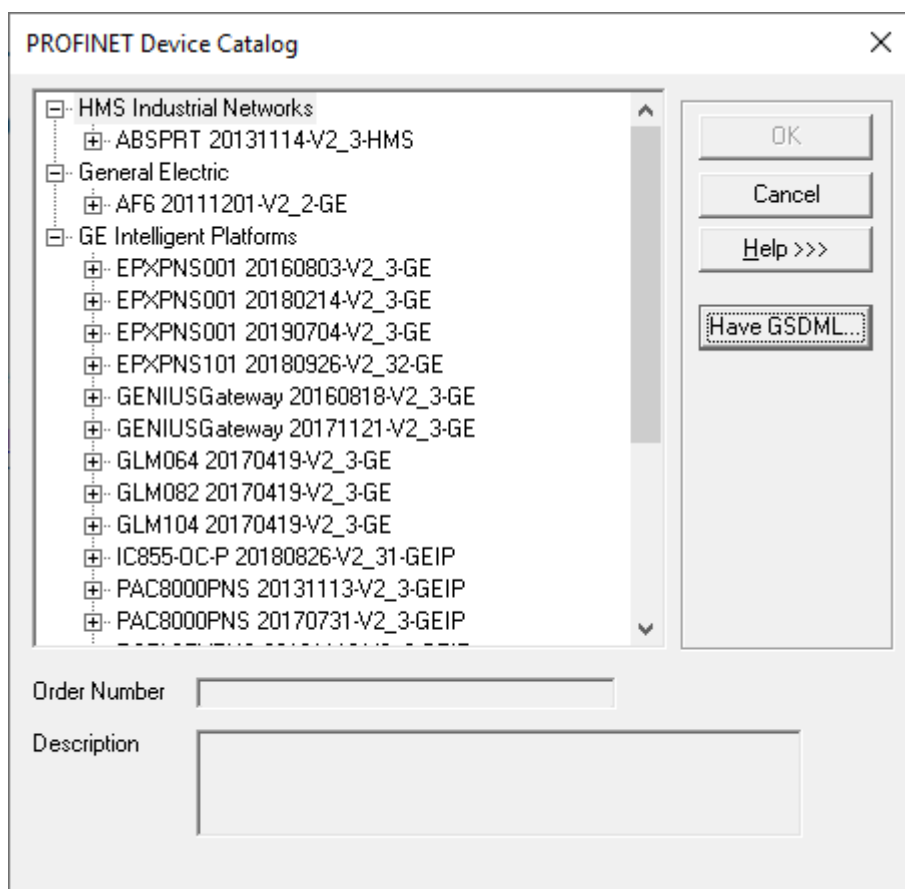 PROFINET Device Catalog
HMS Industrial Networks
ABSPRT 20131114-V2_3-HMS
General Electric
AF6 20111201-V2_2-GE
GE Intelligent Platforms
EPXPNS001 20160803-V2_3-GE
EPXPNS001 20180214-V2_3-GE
EPXPNS001 20190704-V2_3-GE
EPXPNS101 20180926-V2_32-GE
GENIUSGateway 20160818-V2_3-GE
GENIUSGateway 20171121-V2_3-GE
GLM064 20170419-V2_3-GE
GLM082 20170419-V2_3-GE
GLM104 20170419-V2_3-GE
IC855-OC-P 20180826-V2_31-GEIP
PAC8000PNS 20131113-V2_3-GEIP
PAC8000PNS 20170731-V2_3-GEIP
OK
Cancel
Help >>>
Have GSDML...
Order Number
Description